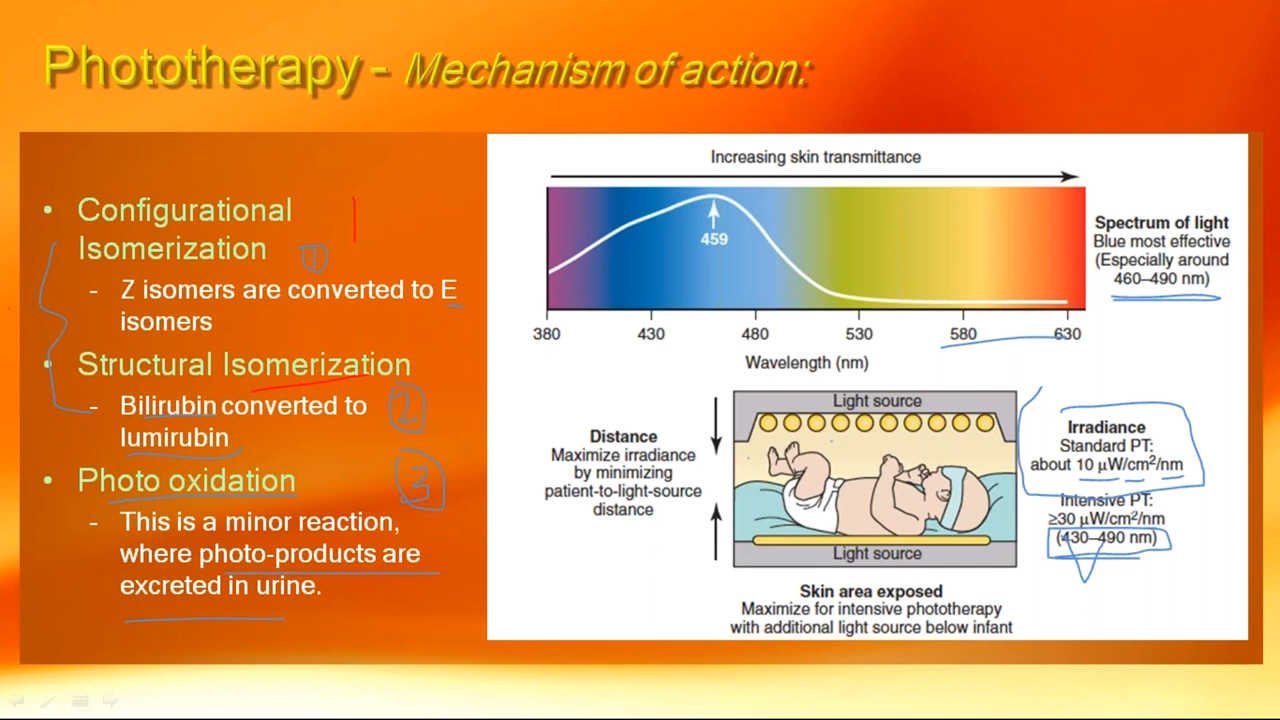 Phototherapy - Mechanism of action:
• Configurational
Isomerization
1
- Z isomers are converted to E
isomers
• Structural Isomerization
- Bilirubin converted to
lumirubin
2
• Photo oxidation
3
- This is a minor reaction,
where photo-products are
excreted in urine.
Increasing skin transmittance
459
380 430 480 530 580 630
Wavelength (nm)
Spectrum of light
Blue most effective
(Especially around
460–490 nm)
Distance
Maximize irradiance
by minimizing
patient-to-light-source
distance
Light source
Light source
Irradiance
Standard PT:
about 10 µW/cm²/nm
Intensive PT:
≥30 µW/cm²/nm
(430–490 nm)
Skin area exposed
Maximize for intensive phototherapy
with additional light source below infant